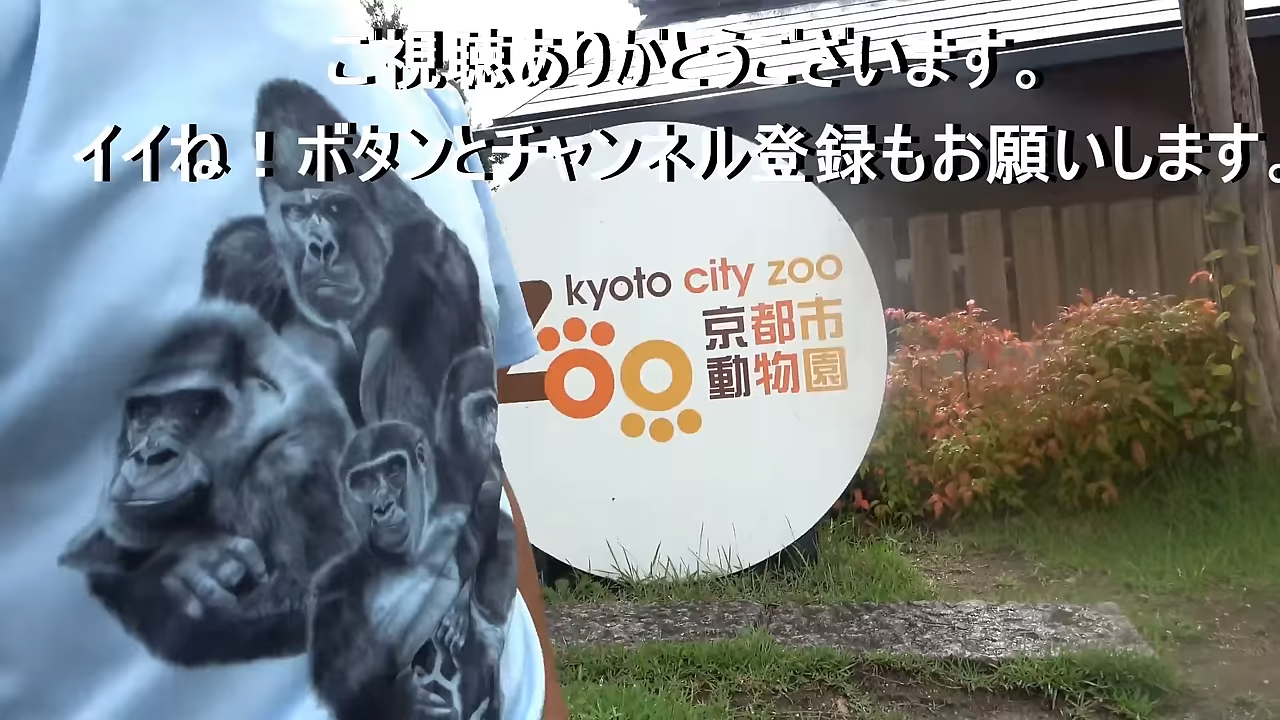 ご視聴ありがとうございます。
イイね！ボタンとチャンネル登録もお願いします。
kyoto city zoo
京都市
動物園